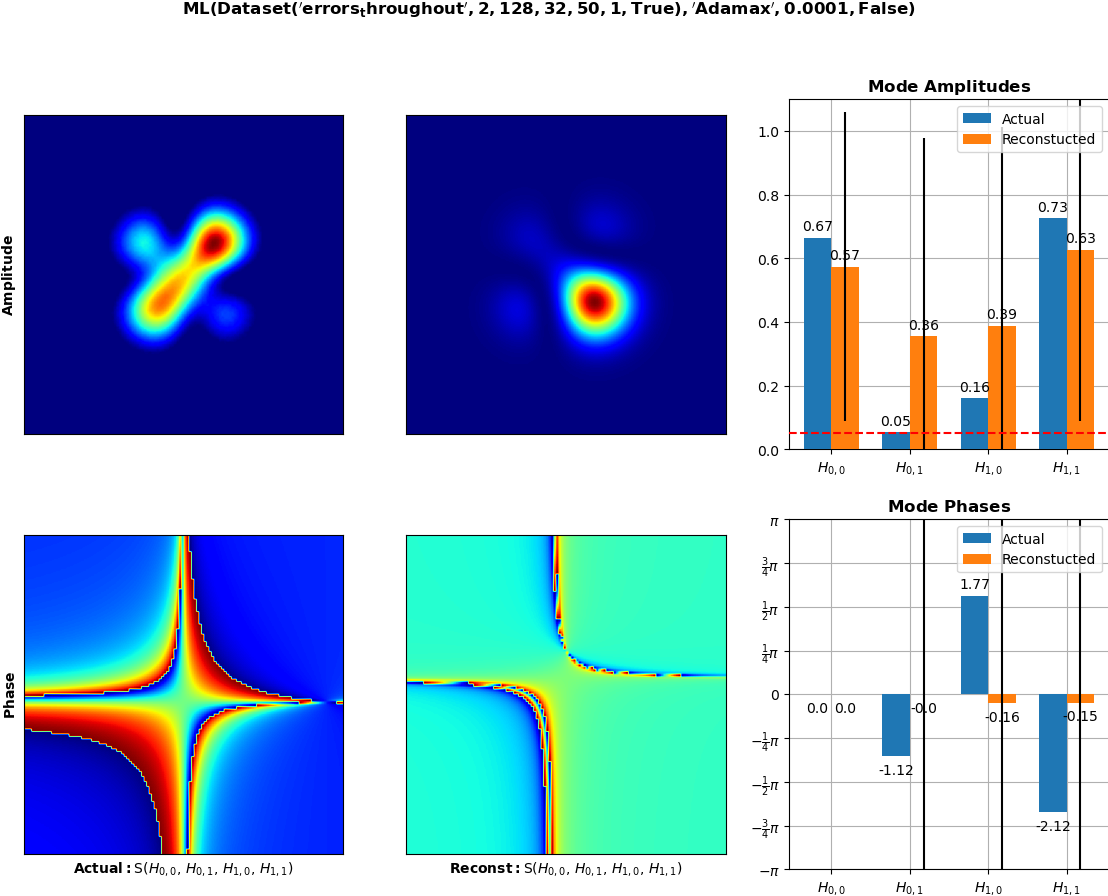 ML(Dataset('errors_throughout', 2, 128, 32, 50, 1, True), 'Adamax', 0.0001, False)
Amplitude
Mode Amplitudes
Actual
Reconstucted
1.0
0.8
0.6
0.4
0.2
0.0
0.67
0.57
0.05
0.36
0.16
0.39
0.73
0.63
H0,0
H0,1
H1,0
H1,1
Phase
Actual: S(H0,0, H0,1, H1,0, H1,1)
Reconst: S(H0,0, H0,1, H1,0, H1,1)
Mode Phases
Actual
Reconstucted
π
3/4π
1/2π
1/4π
0
−1/4π
−1/2π
−3/4π
−π
0.0
0.0
-1.12
-0.0
1.77
-0.16
-2.12
-0.15
H0,0
H0,1
H1,0
H1,1